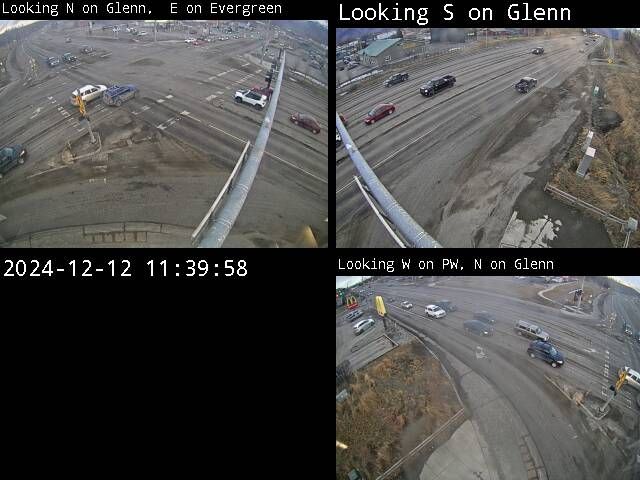 Looking N on Glenn,  E on Evergreen
Looking S on Glenn
2024-12-12 11:39:58
Looking W on PW, N on Glenn